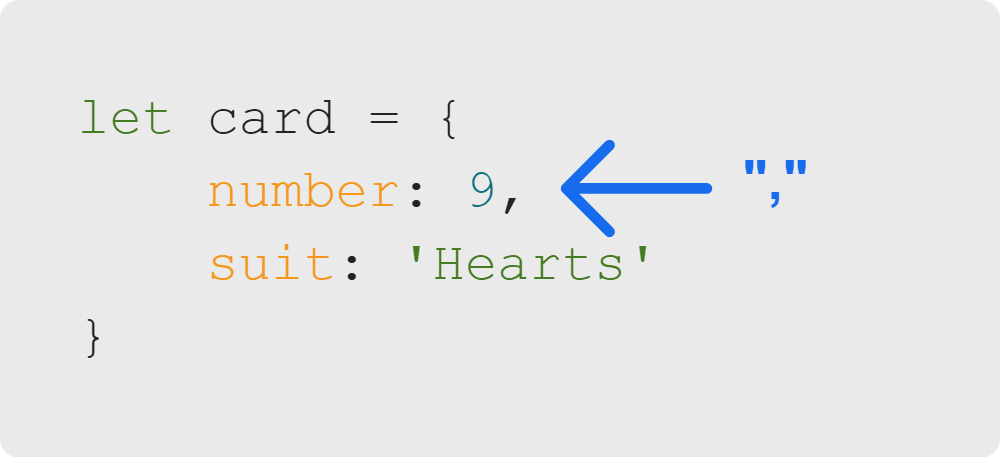 let card = {
number: 9,
","
suit: 'Hearts'
}